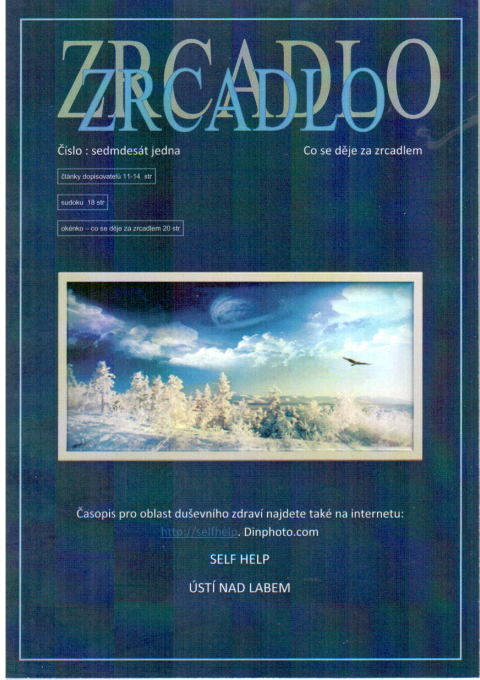 ZRCADLO
ZRCADLO
Číslo : sedmdesát jedna
Co se děje za zrcadlem
články dopisovatelů 11-14 str
sudoku 18 str
okénko – co se děje za zrcadlem 20 str
Časopis pro oblast duševního zdraví najdete také na internetu:
http://selfhelp. Dinphoto.com
SELF HELP
ÚSTÍ NAD LABEM